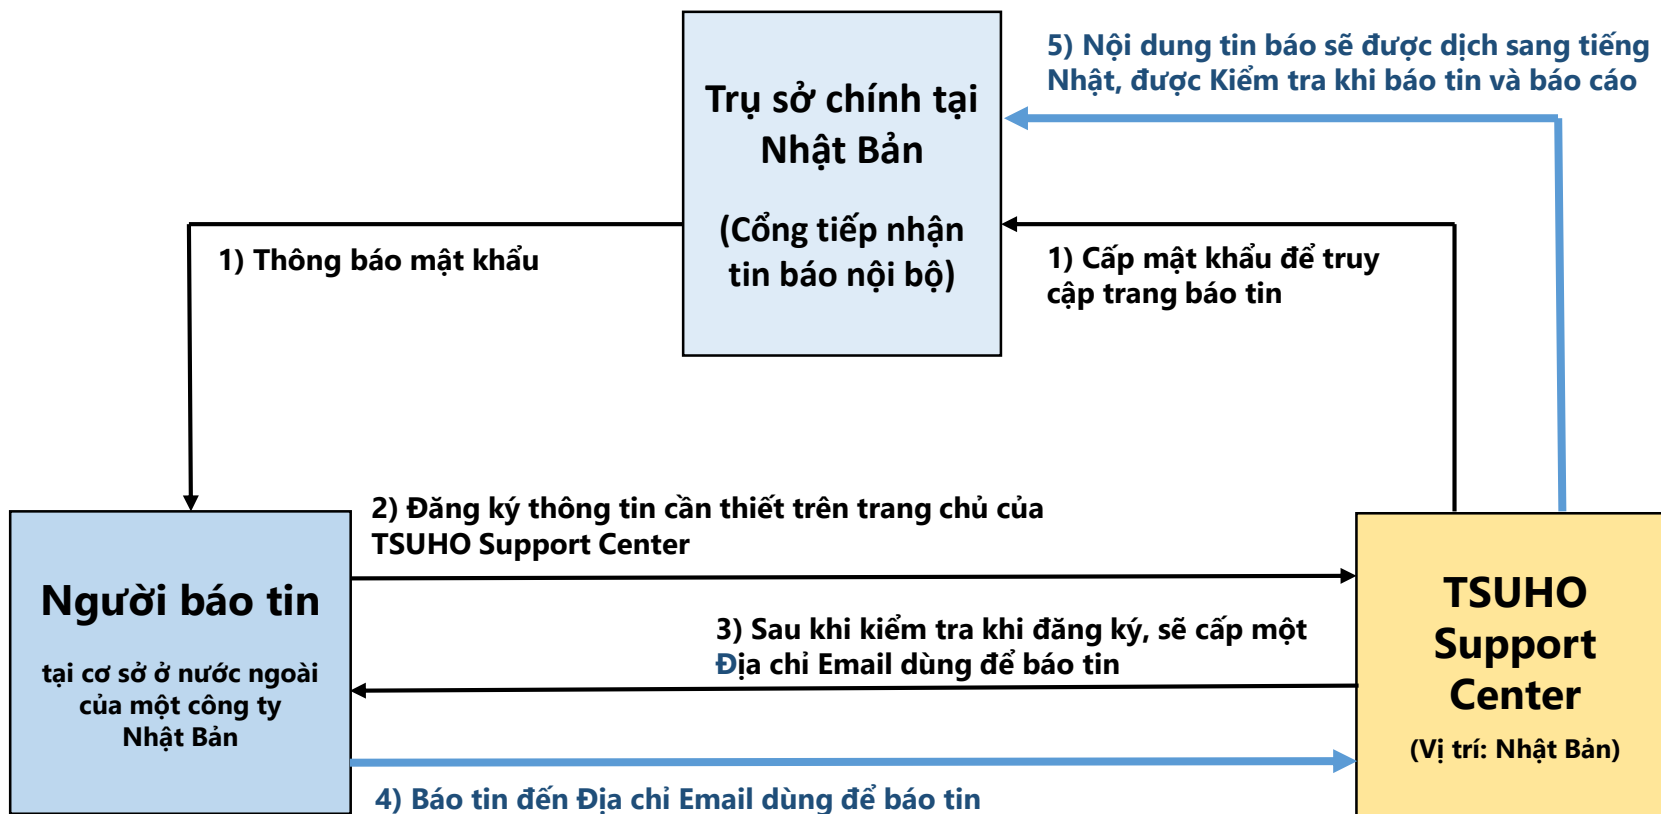 5) Nội dung tin báo sẽ được dịch sang tiếng
Nhật, được Kiểm tra khi báo tin và báo cáo
Trụ sở chính tại
Nhật Bản
(Cổng tiếp nhận
tin báo nội bộ)
1) Thông báo mật khẩu
1) Cấp mật khẩu để truy
cập trang báo tin
2) Đăng ký thông tin cần thiết trên trang chủ của
TSUHO Support Center
Người báo tin
tại cơ sở ở nước ngoài
của một công ty
Nhật Bản
3) Sau khi kiểm tra khi đăng ký, sẽ cấp một
Địa chỉ Email dùng để báo tin
TSUHO
Support
Center
(Vị trí: Nhật Bản)
4) Báo tin đến Địa chỉ Email dùng để báo tin